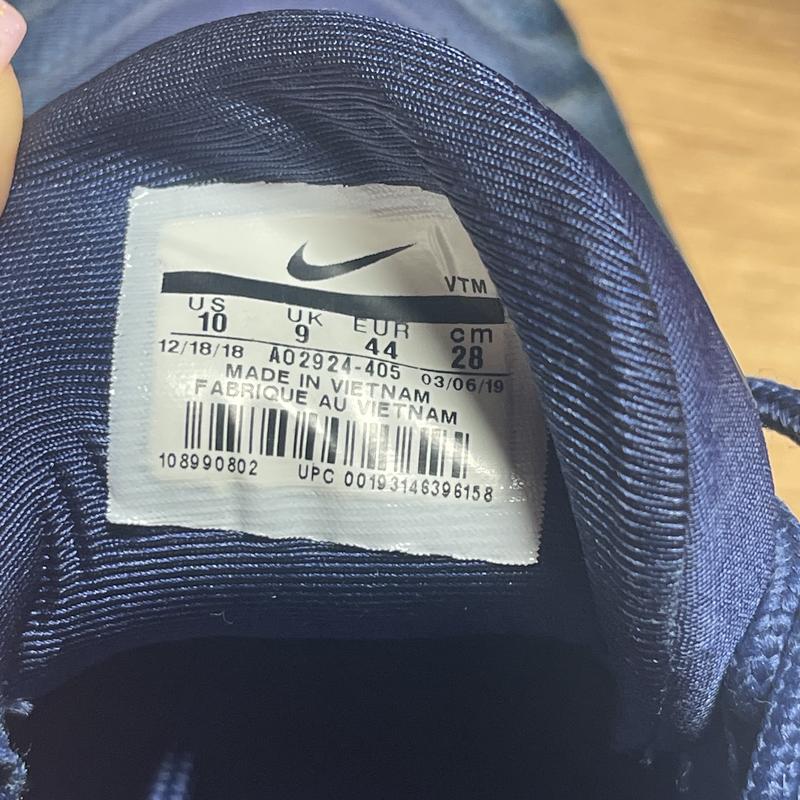 VTM
US UK EUR cm
10 9 44 28
12/18/18 AO2924-405 03/06/19
MADE IN VIETNAM
FABRIQUE AU VIETNAM
108990802 UPC 00193146396158